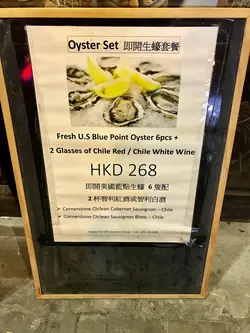 Oyster Set 即開生蠔套餐
Fresh U.S Blue Point Oyster 6pcs +
2 Glasses of Chile Red / Chile White Wine
HKD 268
即開美國藍點生蠔 6 隻配
2杯智利紅酒或智利白酒
➢ Cornerstone Chilean Cabernet Sauvignon – Chile
➢ Cornerstone Chilean Sauvignon Blanc – Chile